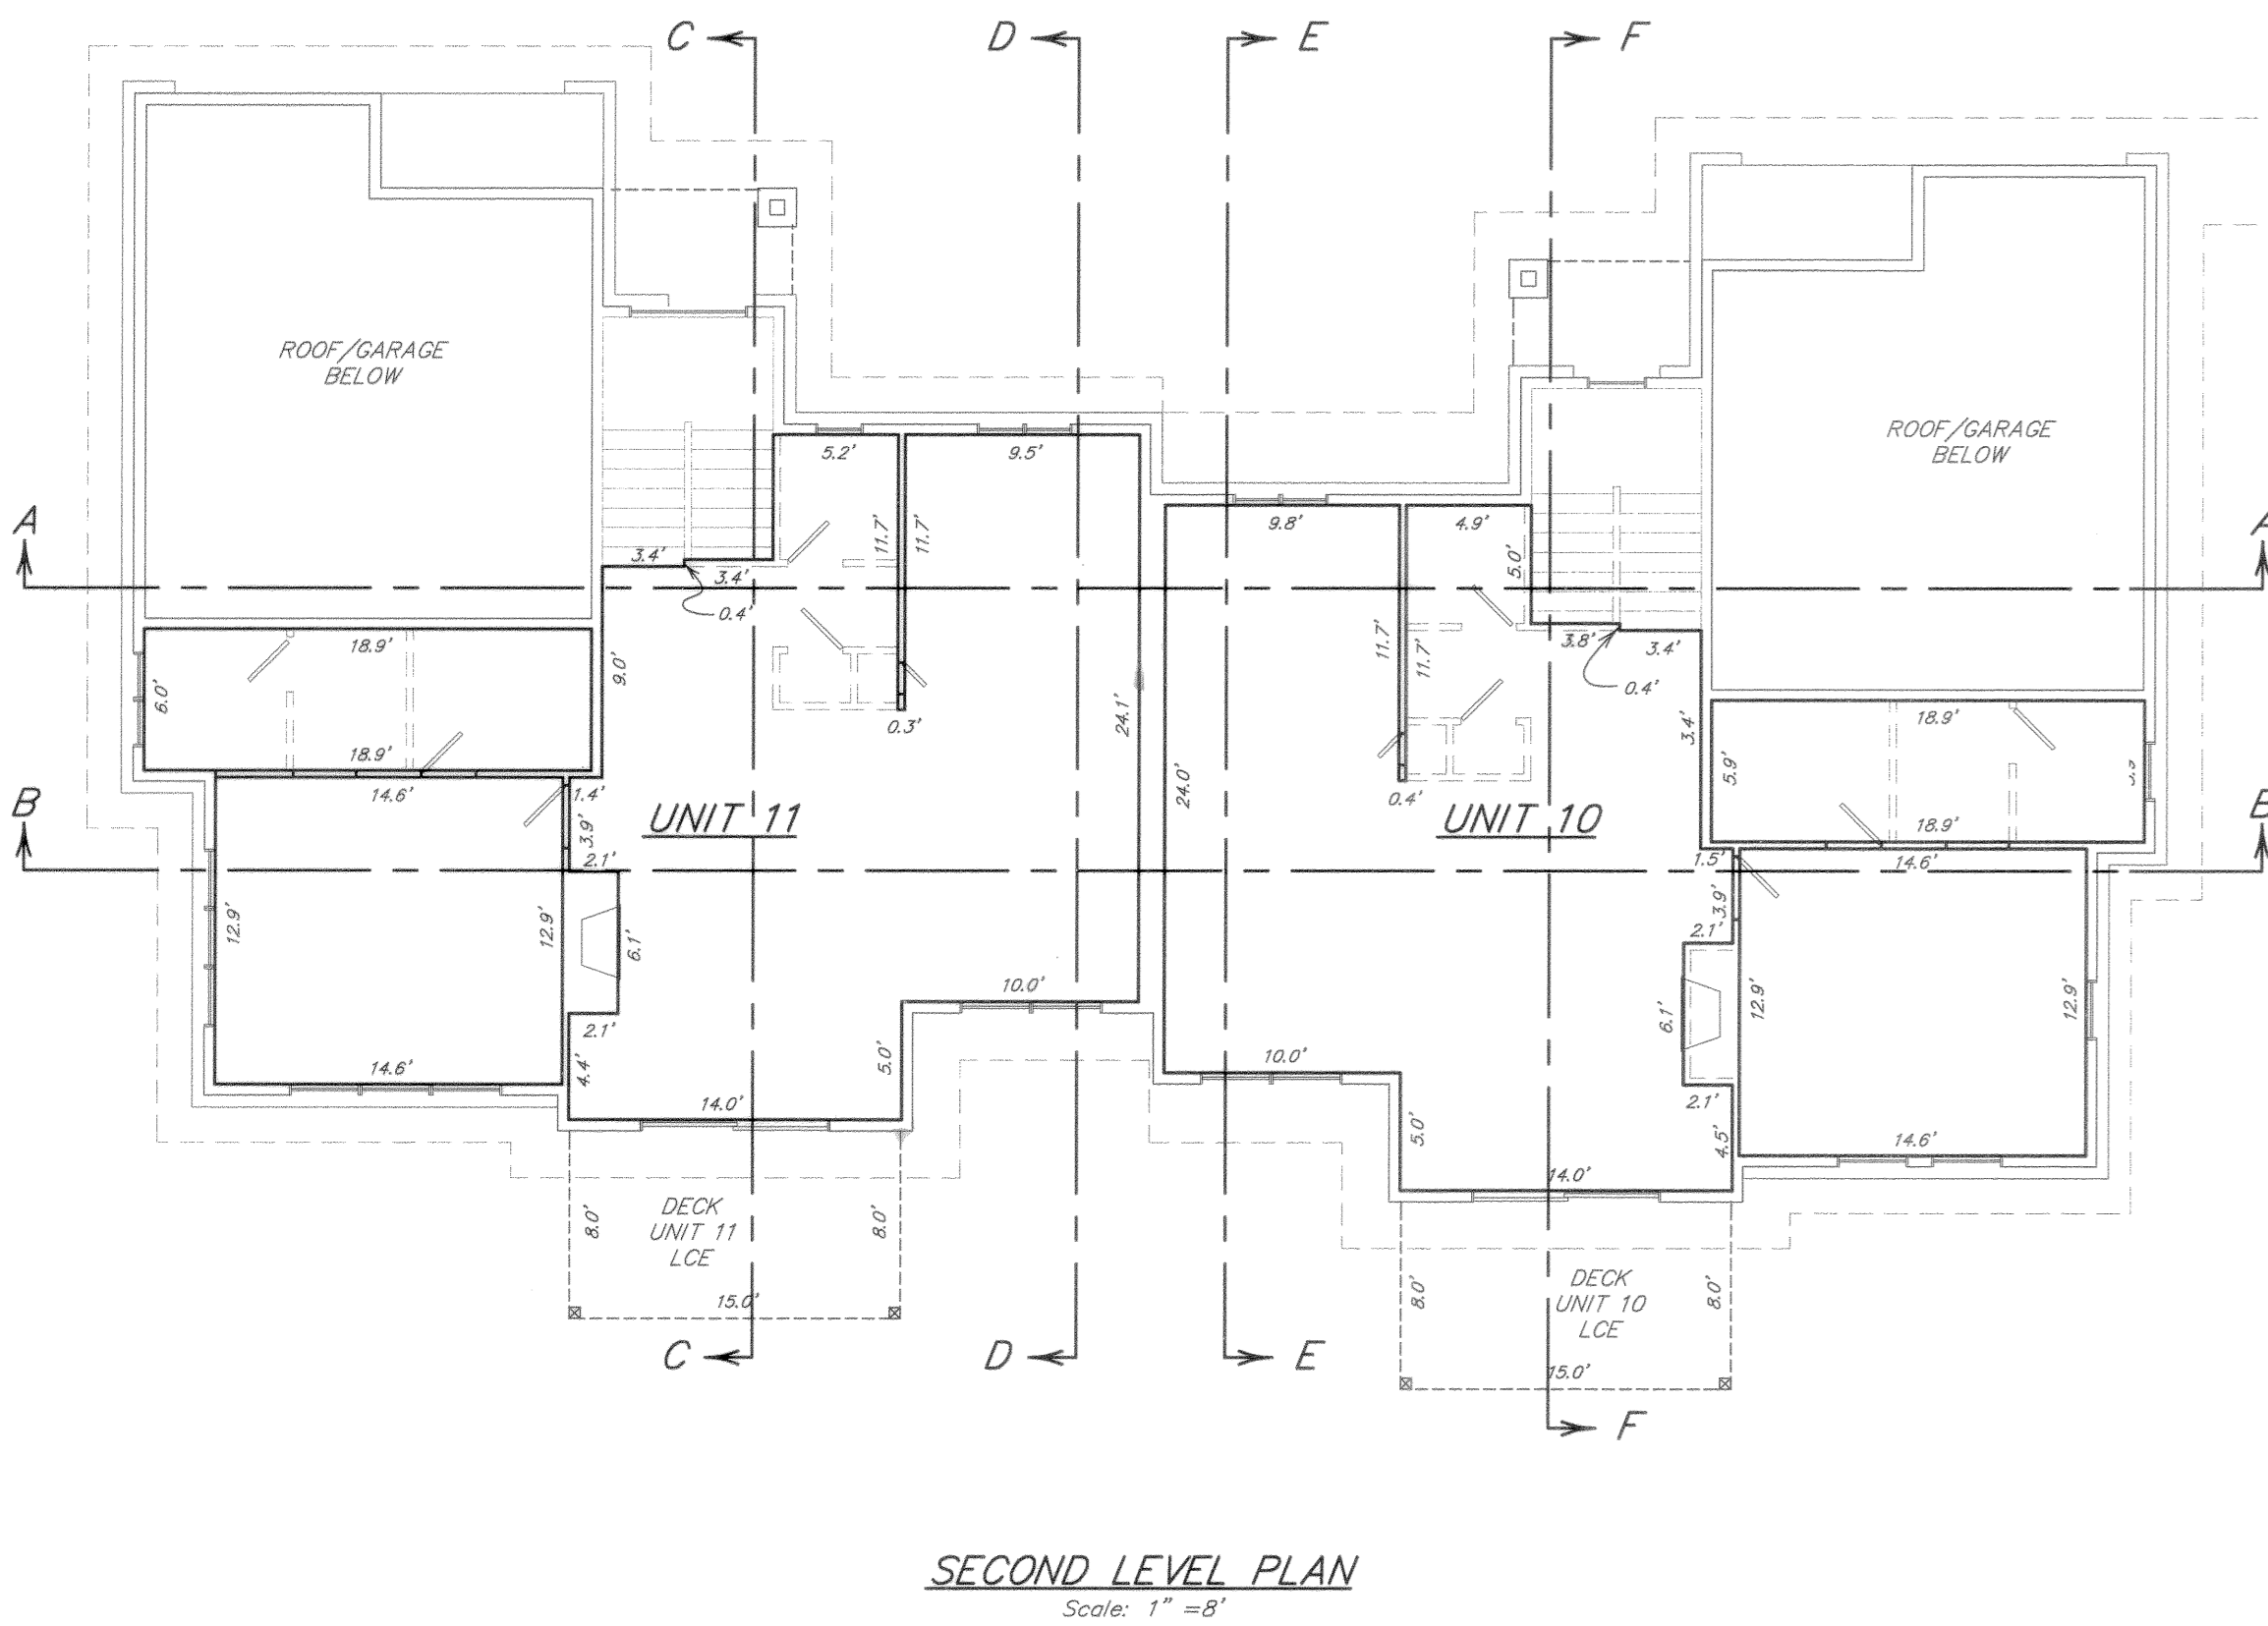 C D E F
ROOF/GARAGE
BELOW
ROOF/GARAGE
BELOW
5.2' 9.5'
9.8' 4.9'
A
A
11.7' 11.7'
3.4'
3.4'
0.4'
5.0'
11.7' 11.7'
3.8' 3.4'
0.4'
18.9'
6.0'
9.0'
0.3'
24.1'
3.4'
18.9'
5.9'
18.9'
14.6'
1.4'
3.9'
2.1'
24.0'
0.4'
18.9'
B
UNIT 11
UNIT 10
B
1.5'
14.6'
3.9'
2.1'
12.9' 12.9'
6.1'
10.0'
2.1'
6.1'
12.9' 12.9'
14.6'
4.4'
5.0'
10.0'
2.1'
14.0'
5.0'
4.5'
14.6'
14.0'
DECK
UNIT 11
LCE
8.0' 8.0'
15.0'
DECK
UNIT 10
LCE
8.0' 8.0'
C D E
15.0'
F
SECOND LEVEL PLAN
Scale: 1" =8'